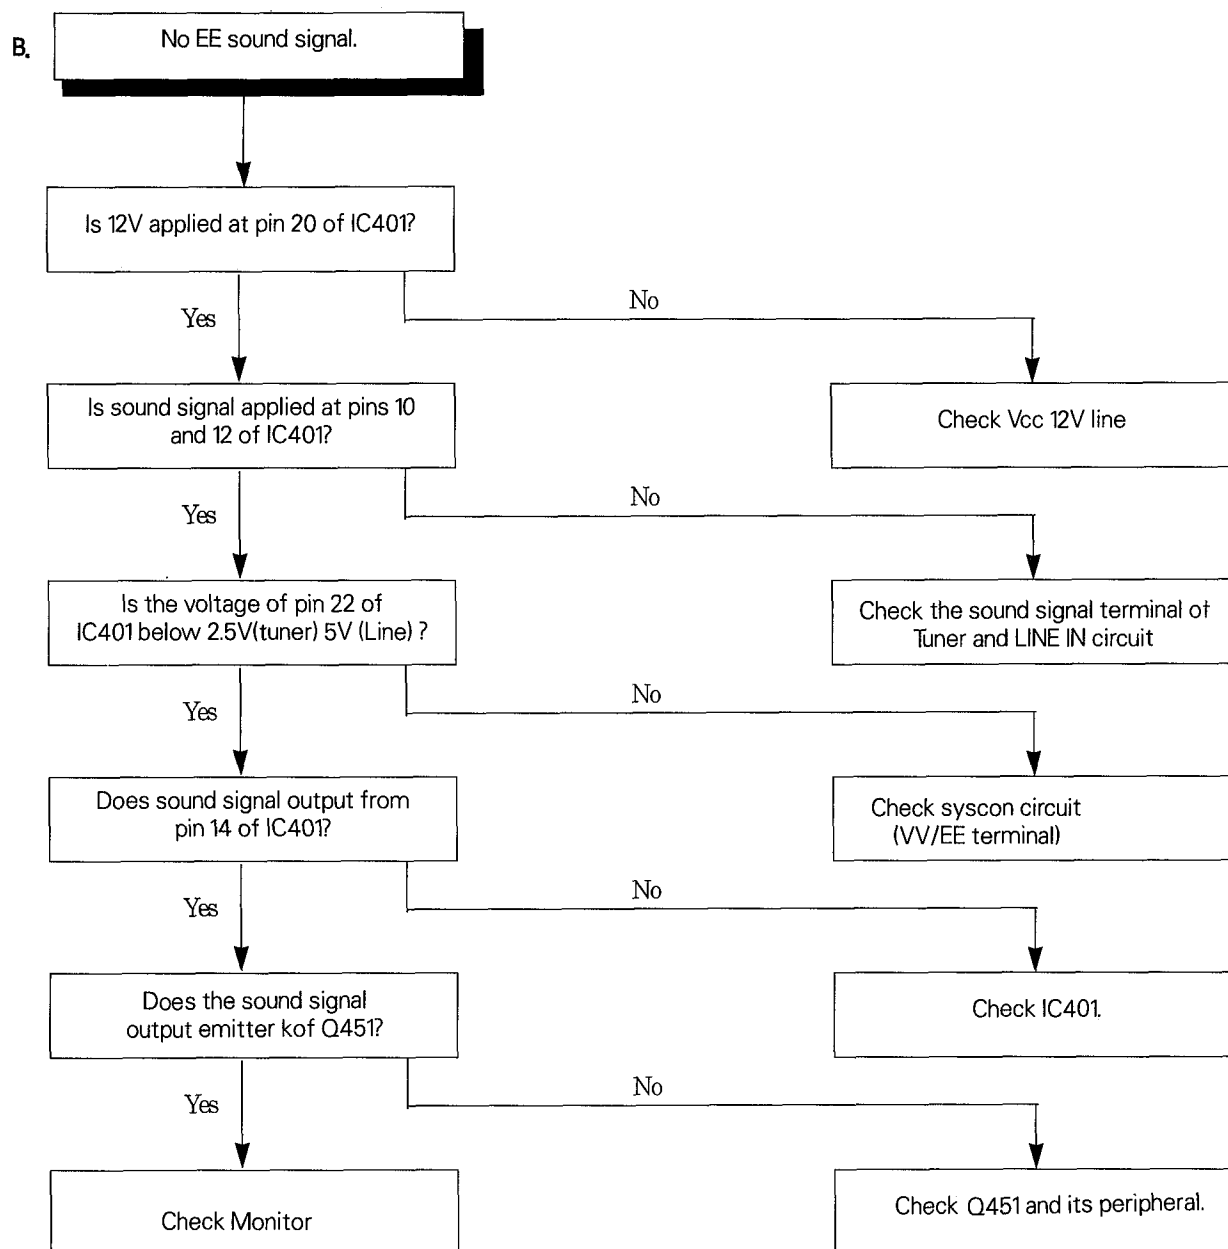 B.
No EE sound signal.
Is 12V applied at pin 20 of IC401?
No
Yes
Is sound signal applied at pins 10
and 12 of IC401?
Check Vcc 12V line
No
Yes
Is the voltage of pin 22 of
IC401 below 2.5V(tuner) 5V (Line) ?
Check the sound signal terminal of
Tuner and LINE IN circuit
No
Yes
Does sound signal output from
pin 14 of IC401?
Check syscon circuit
(VV/EE terminal)
No
Yes
Does the sound signal
output emitter kof Q451?
Check IC401.
No
Yes
Check Monitor
Check Q451 and its peripheral.